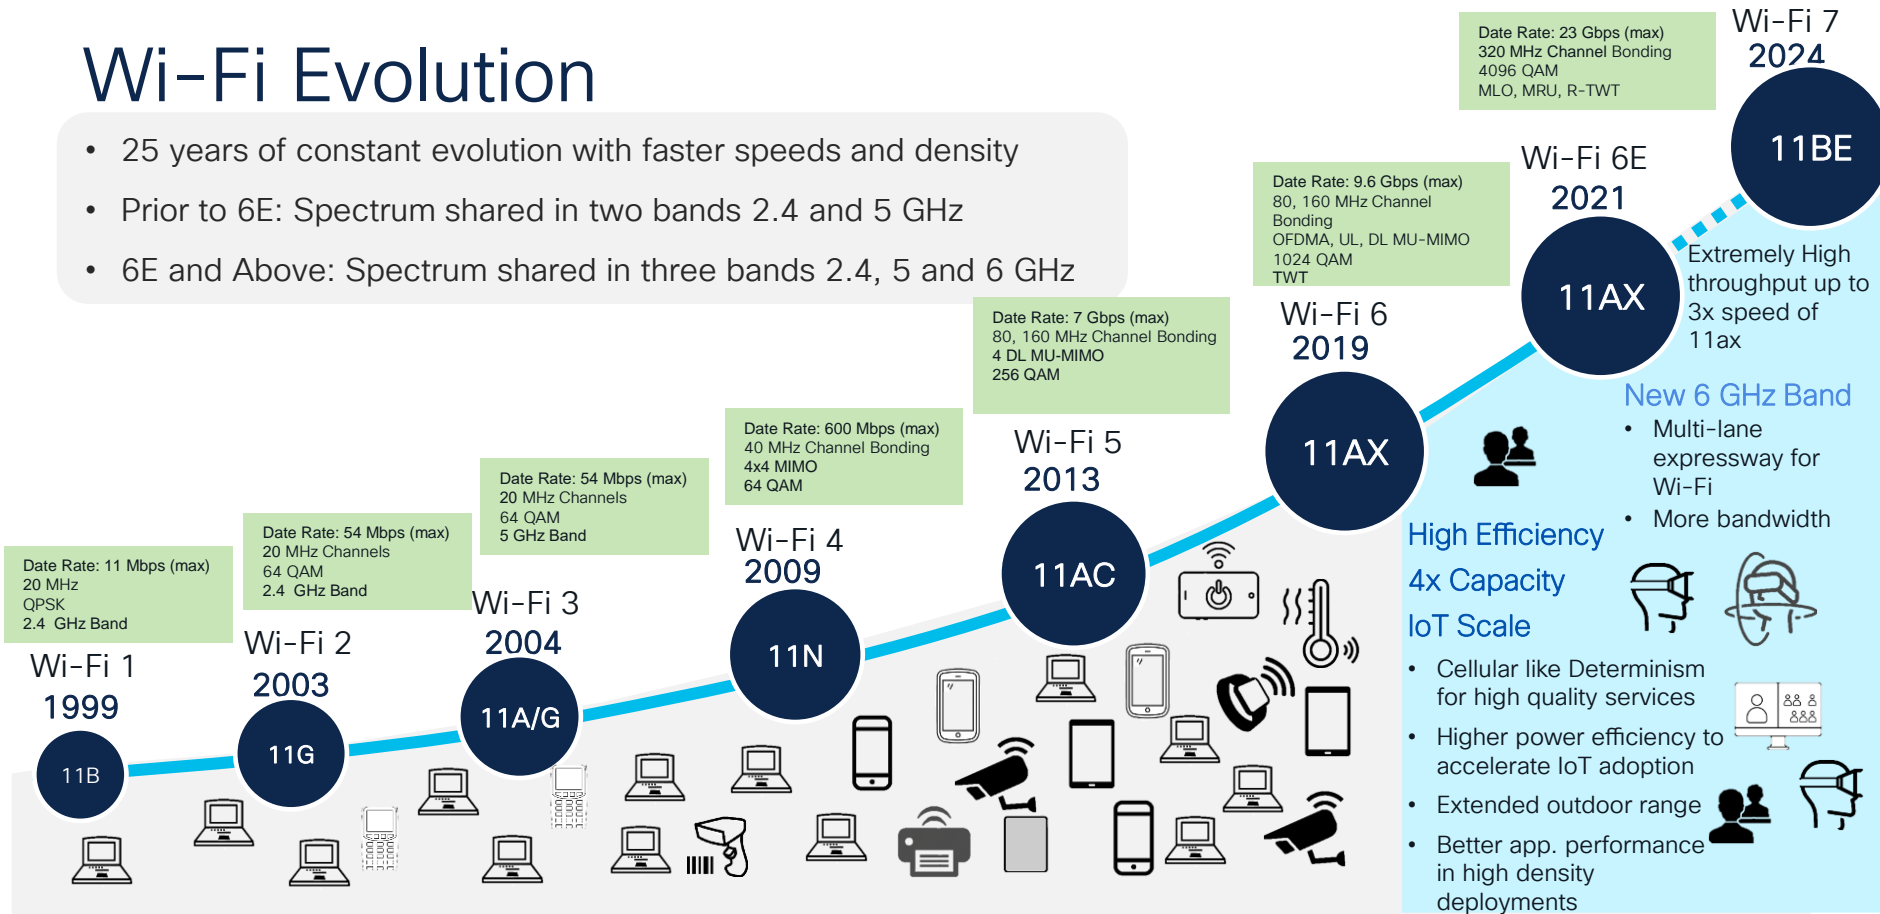 Wi-Fi Evolution
• 25 years of constant evolution with faster speeds and density
• Prior to 6E: Spectrum shared in two bands 2.4 and 5 GHz
• 6E and Above: Spectrum shared in three bands 2.4, 5 and 6 GHz
Date Rate: 11 Mbps (max)
20 MHz
QPSK
2.4 GHz Band
Wi-Fi 1
1999
11B
Date Rate: 54 Mbps (max)
20 MHz Channels
64 QAM
2.4 GHz Band
Wi-Fi 2
2003
11G
Date Rate: 54 Mbps (max)
20 MHz Channels
64 QAM
5 GHz Band
Wi-Fi 3
2004
11A/G
Date Rate: 600 Mbps (max)
40 MHz Channel Bonding
4x4 MIMO
64 QAM
Wi-Fi 4
2009
11N
Date Rate: 7 Gbps (max)
80, 160 MHz Channel Bonding
4 DL MU-MIMO
256 QAM
Wi-Fi 5
2013
11AC
Date Rate: 9.6 Gbps (max)
80, 160 MHz Channel
Bonding
OFDMA, UL, DL MU-MIMO
1024 QAM
TWT
Wi-Fi 6
2019
11AX
Wi-Fi 6E
2021
11AX
Date Rate: 23 Gbps (max)
320 MHz Channel Bonding
4096 QAM
MLO, MRU, R-TWT
Wi-Fi 7
2024
11BE
Extremely High
throughput up to
3x speed of
11ax
New 6 GHz Band
• Multi-lane
expressway for
Wi-Fi
• More bandwidth
High Efficiency
4x Capacity
IoT Scale
• Cellular like Determinism
for high quality services
• Higher power efficiency to
accelerate IoT adoption
• Extended outdoor range
• Better app. performance
in high density
deployments